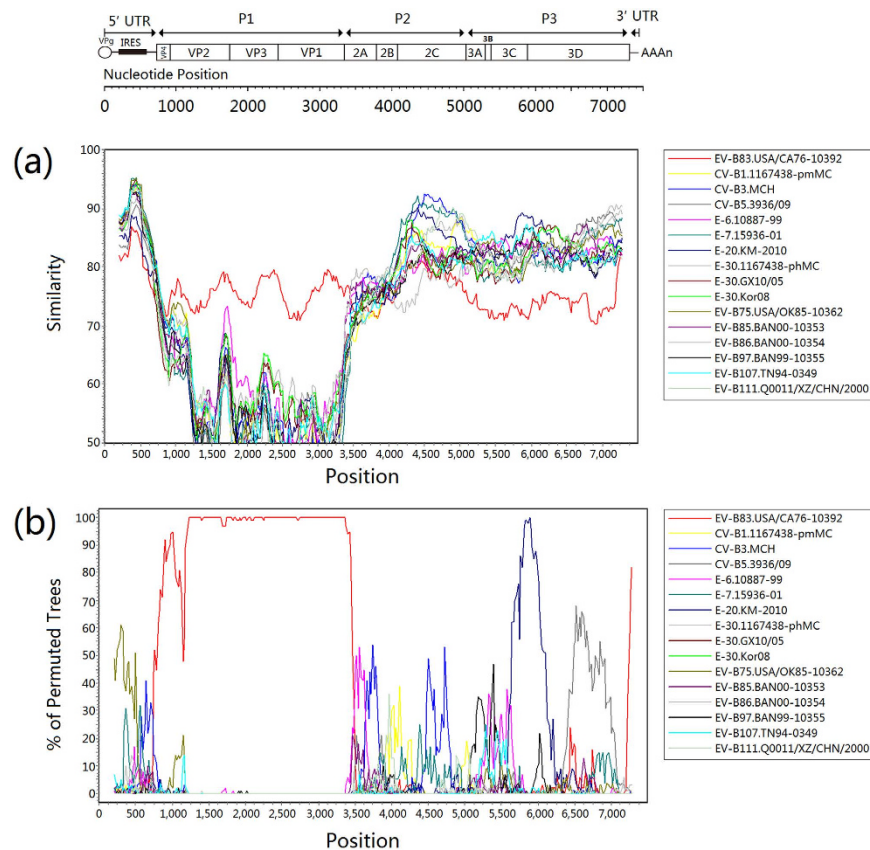 5' UTR P1 P2 P3 3' UTR
VPg IRES 3B
VP4 VP2 VP3 VP1 2A 2B 2C 3A 3C 3D AAAn
Nucleotide Position
0 1000 2000 3000 4000 5000 6000 7000
(a)
Similarity
100
90
80
70
60
50
0 500 1,000 1,500 2,000 2,500 3,000 3,500 4,000 4,500 5,000 5,500 6,000 6,500 7,000
Position
EV-B83.USA/CA76-10392
CV-B1.1167438-pmMC
CV-B3.MCH
CV-B5.3936/09
E-6.10887-99
E-7.15936-01
E-20.KM-2010
E-30.1167438-phMC
E-30.GX10/05
E-30.Kor08
EV-B75.USA/OK85-10362
EV-B85.BAN00-10353
EV-B86.BAN00-10354
EV-B97.BAN99-10355
EV-B107.TN94-0349
EV-B111.Q0011/XZ/CHN/2000
(b)
% of Permuted Trees
100
90
80
70
60
50
40
30
20
10
0
0 500 1,000 1,500 2,000 2,500 3,000 3,500 4,000 4,500 5,000 5,500 6,000 6,500 7,000
Position
EV-B83.USA/CA76-10392
CV-B1.1167438-pmMC
CV-B3.MCH
CV-B5.3936/09
E-6.10887-99
E-7.15936-01
E-20.KM-2010
E-30.1167438-phMC
E-30.GX10/05
E-30.Kor08
EV-B75.USA/OK85-10362
EV-B85.BAN00-10353
EV-B86.BAN00-10354
EV-B97.BAN99-10355
EV-B107.TN94-0349
EV-B111.Q0011/XZ/CHN/2000